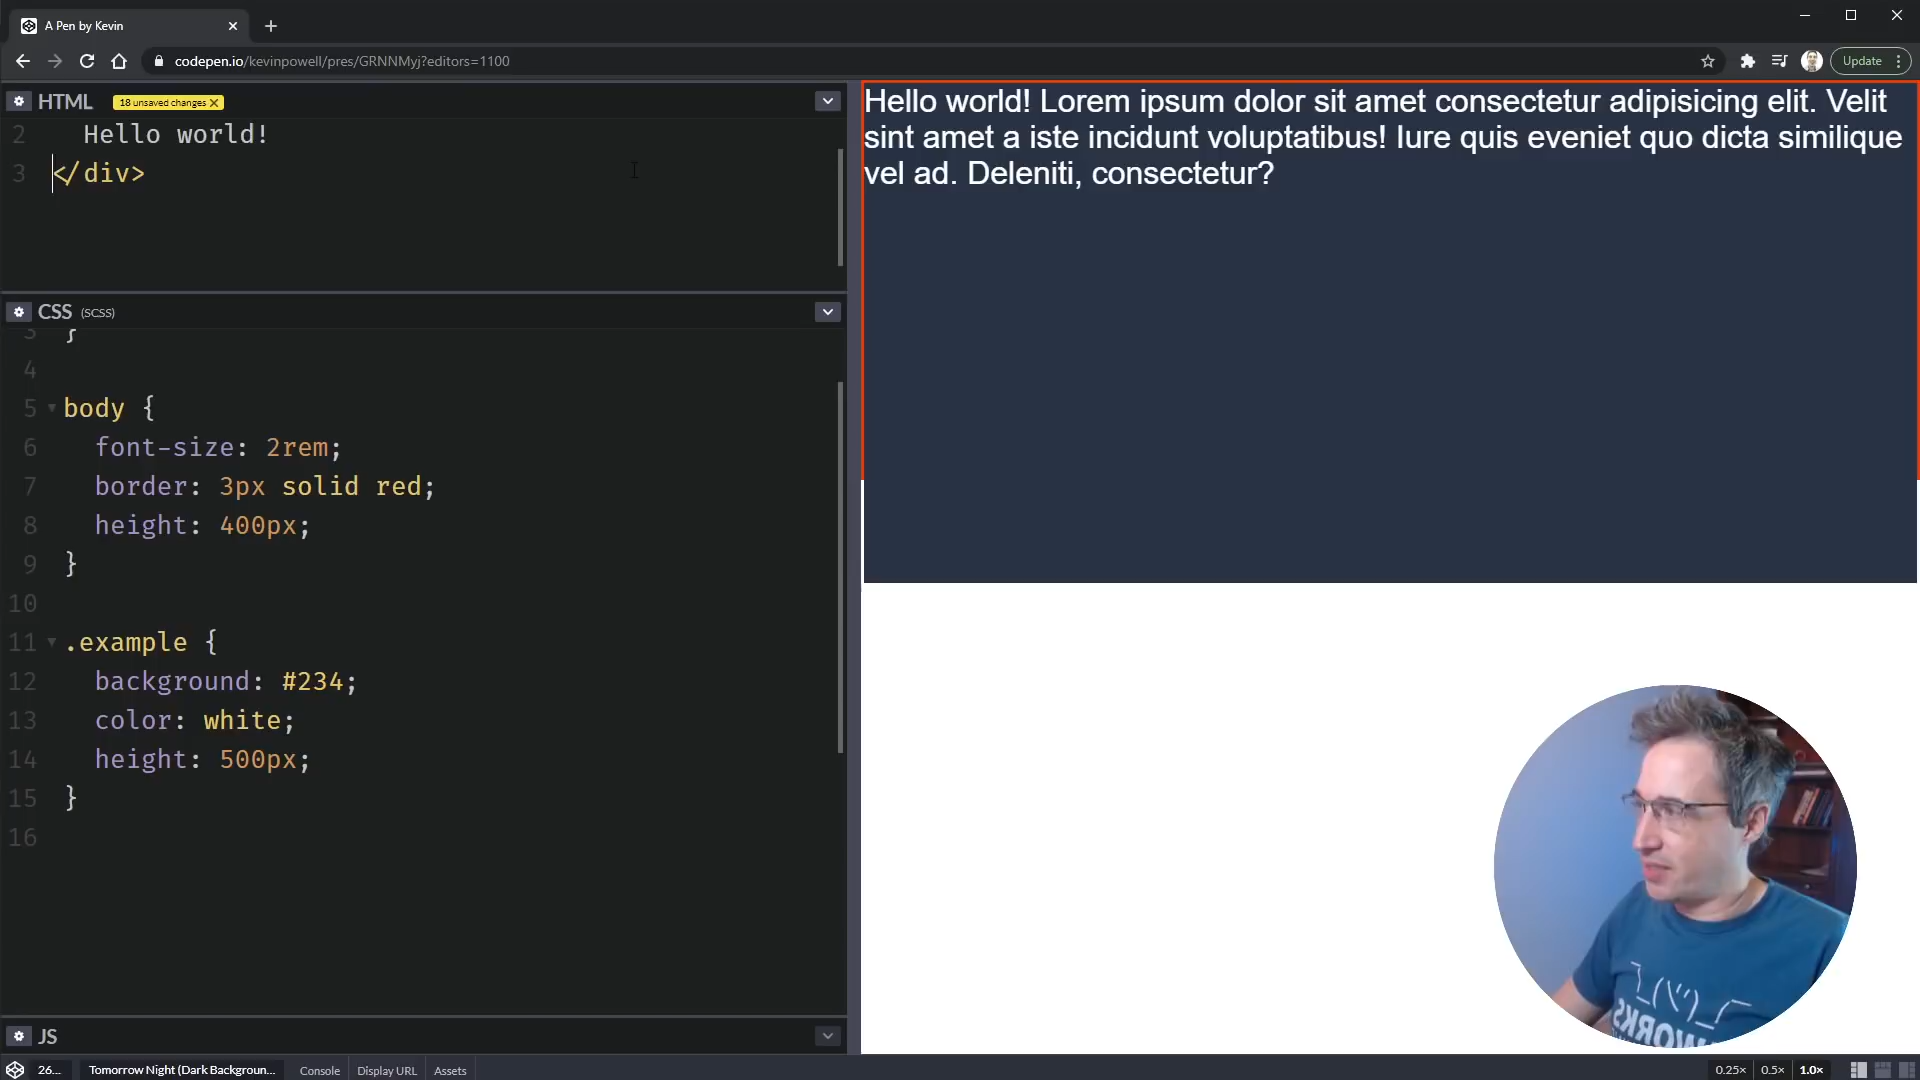 A Pen by Kevin
codepen.io/kevinpowell/pres/GRNNMyj?editors=1100
Update
HTML
18 unsaved changes
2 Hello world!
3 </div>
CSS (SCSS)
3 }
4
5 body {
6 font-size: 2rem;
7 border: 3px solid red;
8 height: 400px;
9 }
10
11 .example {
12 background: #234;
13 color: white;
14 height: 500px;
15 }
16
JS
26... Tomorrow Night (Dark Backgroun... Console Display URL Assets
Hello world! Lorem ipsum dolor sit amet consectetur adipisicing elit. Velit
sint amet a iste incidunt voluptatibus! Iure quis eveniet quo dicta similique
vel ad. Deleniti, consectetur?
0.25× 0.5× 1.0×